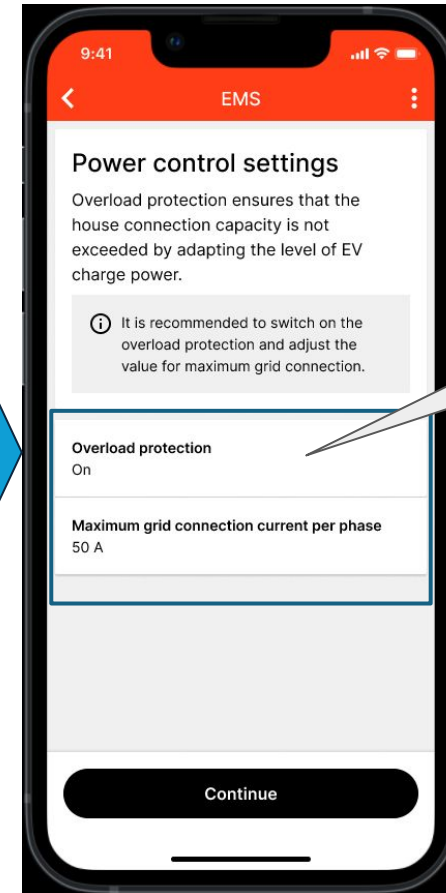 9:41
EMS
Power control settings
Overload protection ensures that the
house connection capacity is not
exceeded by adapting the level of EV
charge power.
It is recommended to switch on the
overload protection and adjust the
value for maximum grid connection.
Overload protection
On
Maximum grid connection current per phase
50 A
Continue